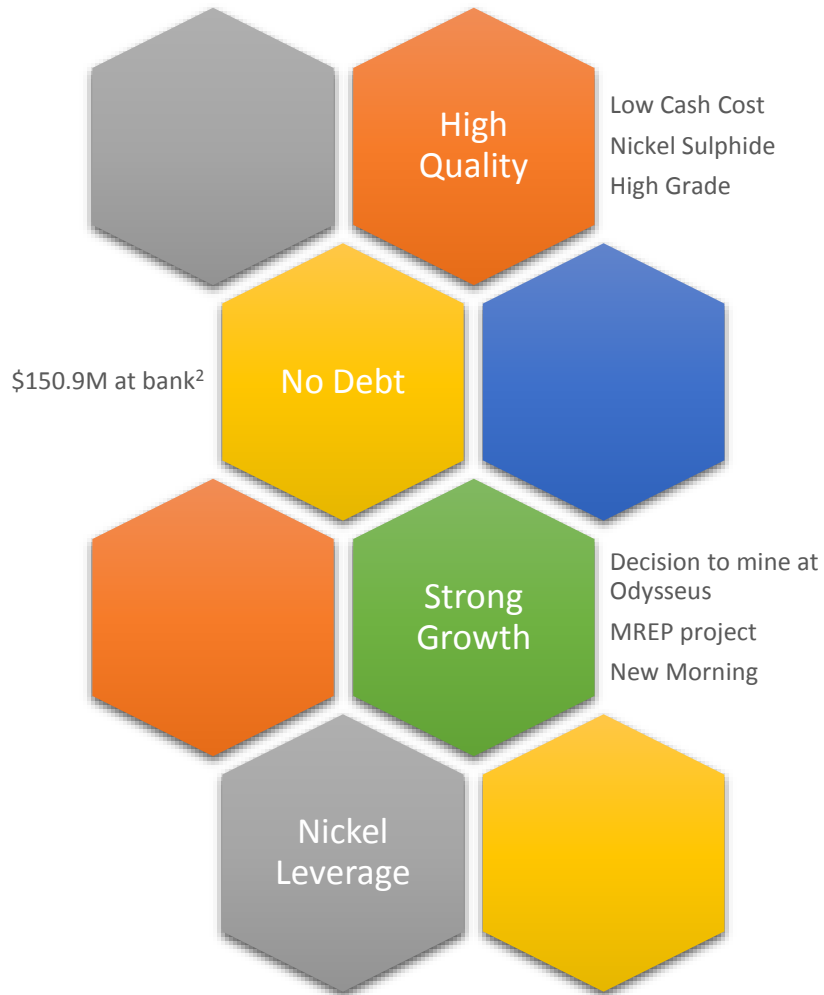 High
Quality
Low Cash Cost
Nickel Sulphide
High Grade
$150.9M at bank²
No Debt
Strong
Growth
Decision to mine at
Odysseus
MREP project
New Morning
Nickel
Leverage